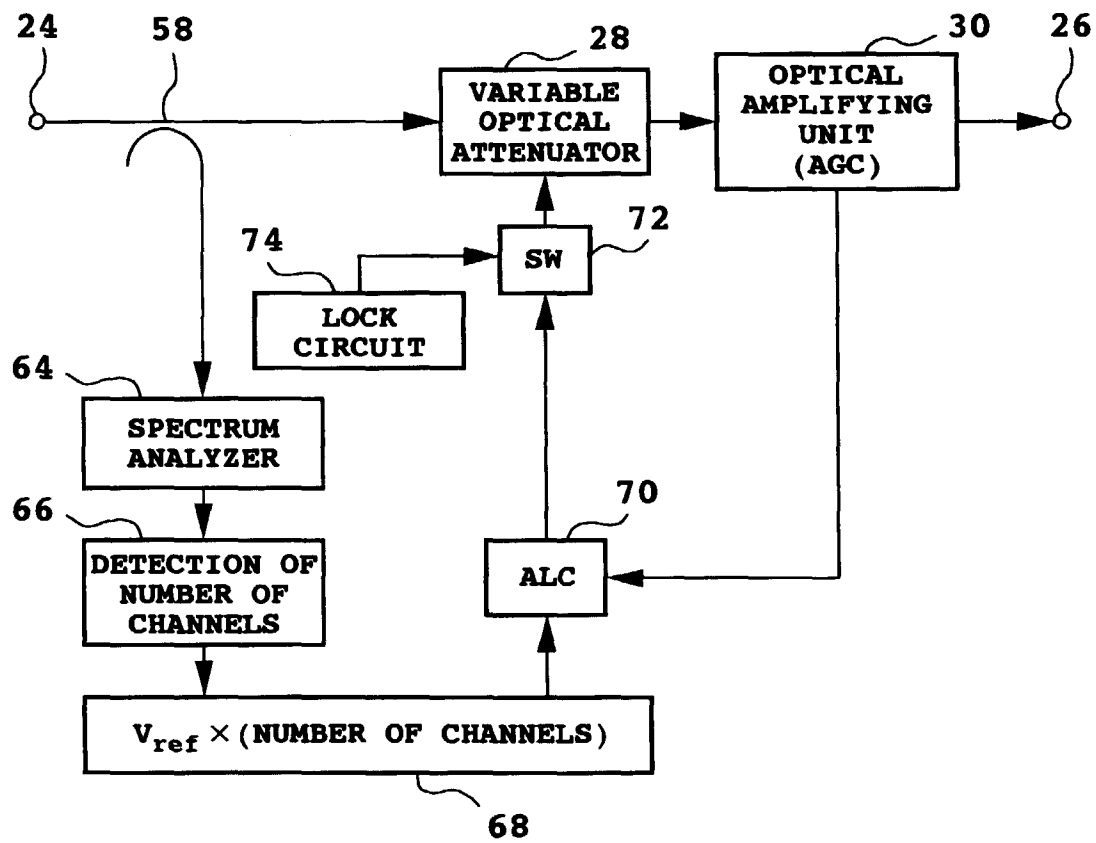 24
58
28
30
26
VARIABLE
OPTICAL
ATTENUATOR
OPTICAL
AMPLIFYING
UNIT
(AGC)
74
72
SW
LOCK
CIRCUIT
64
SPECTRUM
ANALYZER
66
70
DETECTION OF
NUMBER OF
CHANNELS
ALC
Vref × (NUMBER OF CHANNELS)
68